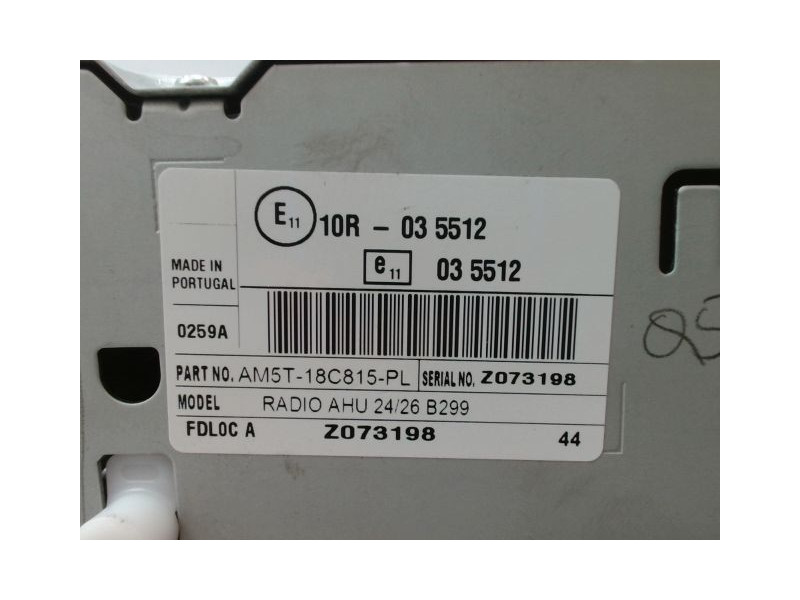 E11 10R - 03 5512
e11 03 5512
MADE IN
PORTUGAL
0259A
PART NO. AM5T-18C815-PL SERIAL NO. Z073198
MODEL RADIO AHU 24/26 B299
FDL0C A Z073198 44